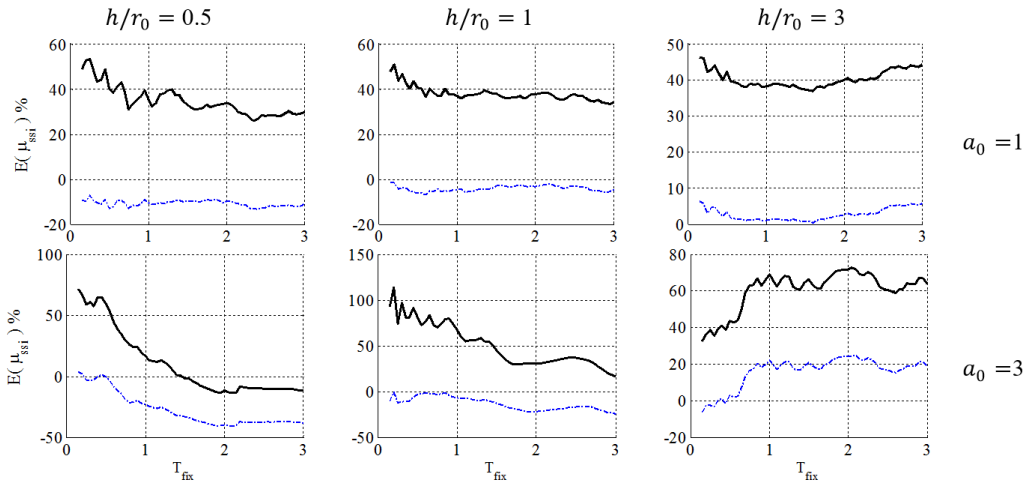 h/r₀ = 0.5 h/r₀ = 1 h/r₀ = 3
60 60 50
40 40 40
20 20 30
0 0 20
-20 -20 10
0
E( μssi ) %
0 1 2 3 0 1 2 3 0 1 2 3
a₀ =1
100 150 80
50 100 60
0 50 40
-50 0 20
-50 0
-20
E( μssi ) %
0 1 2 3 0 1 2 3 0 1 2 3
Tfix Tfix Tfix
a₀ =3